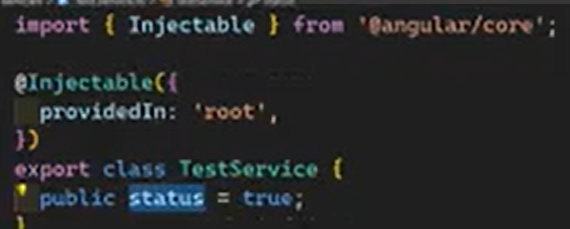 import { Injectable } from '@angular/core';
@Injectable({
providedIn: 'root',
})
export class TestService {
public status = true;
}